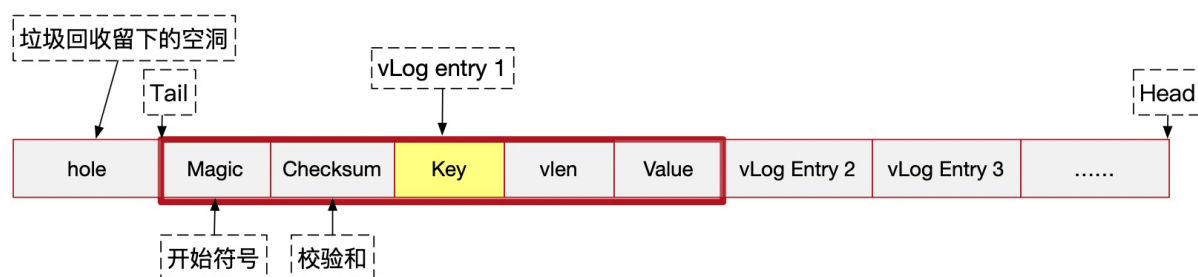 垃圾回收留下的空洞
Tail
vLog entry 1
Head
hole
Magic
Checksum
Key
vlen
Value
vLog Entry 2
vLog Entry 3
……
开始符号
校验和